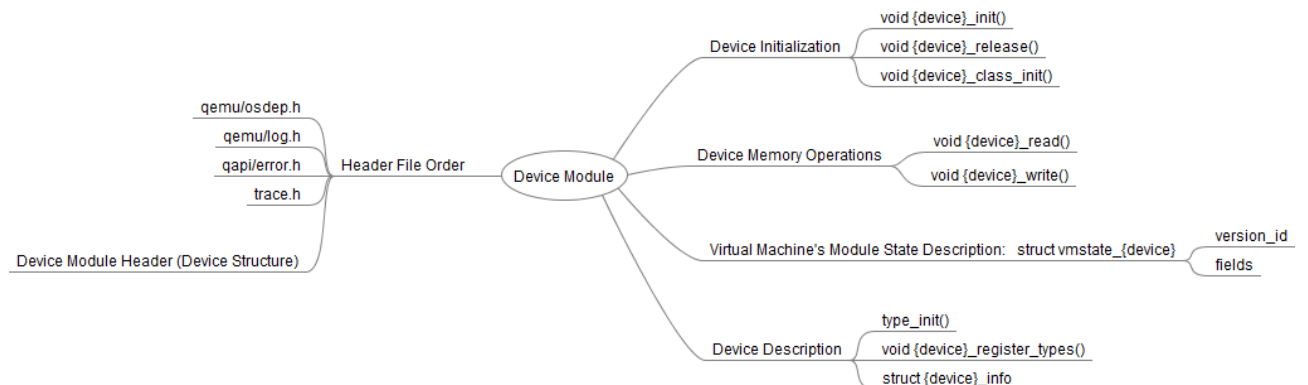 Device Module
Header File Order
qemu/osdep.h
qemu/log.h
qapi/error.h
trace.h
Device Module Header (Device Structure)
Device Initialization
void {device}_init()
void {device}_release()
void {device}_class_init()
Device Memory Operations
void {device}_read()
void {device}_write()
Virtual Machine's Module State Description:   struct vmstate_{device}
version_id
fields
Device Description
type_init()
void {device}_register_types()
struct {device}_info